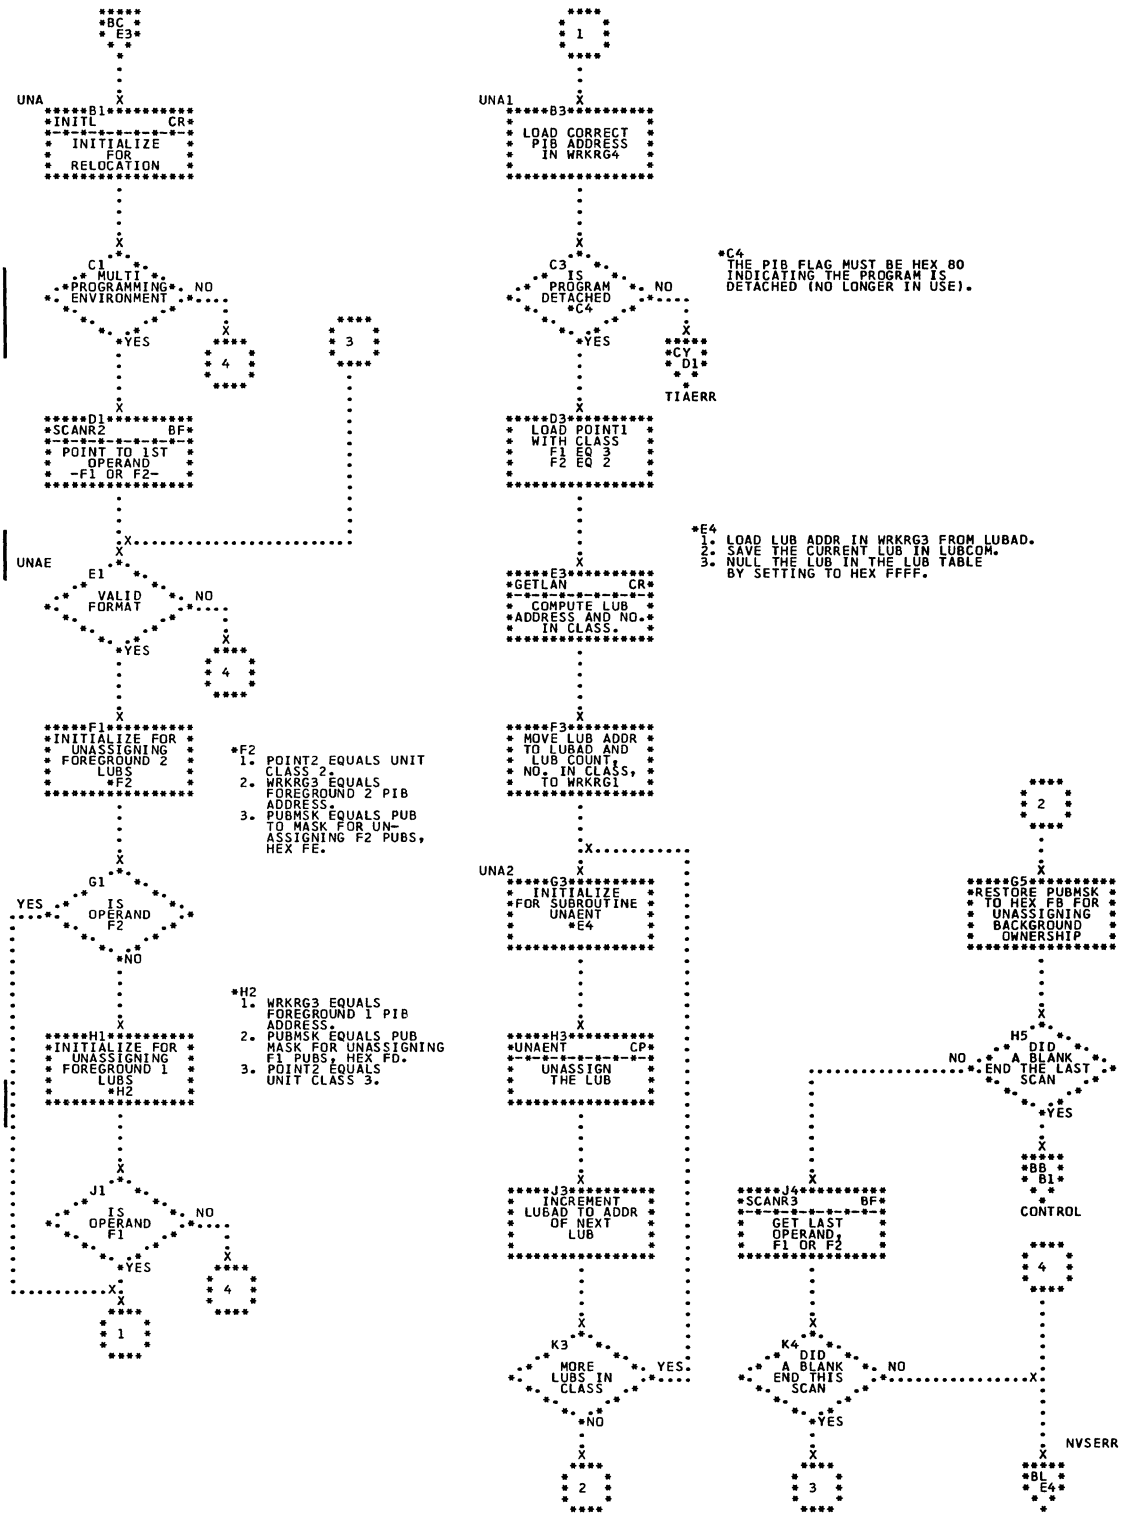 BC
E3
UNA
B1
INITL CR
INITIALIZE
FOR
RELOCATION
C1
MULTI
PROGRAMMING
ENVIRONMENT
NO
4
YES
3
D1
SCANR2 BF
POINT TO 1ST
OPERAND
-F1 OR F2-
UNAE
E1
VALID
FORMAT
NO
4
YES
F1
INITIALIZE FOR
UNASSIGNING
FOREGROUND 2
LUBS
*F2
*F2
1. POINT2 EQUALS UNIT
CLASS 2.
2. WRKRG3 EQUALS
FOREGROUND 2 PIB
ADDRESS.
3. PUBMSK EQUALS PUB
TO MASK FOR UN-
ASSIGNING F2 PUBS,
HEX FE.
G1
IS
OPERAND
F2
YES
NO
*H2
1. WRKRG3 EQUALS
FOREGROUND 1 PIB
ADDRESS.
2. PUBMSK EQUALS PUB
MASK FOR UNASSIGNING
F1 PUBS, HEX FD.
3. POINT2 EQUALS
UNIT CLASS 3.
H1
INITIALIZE FOR
UNASSIGNING
FOREGROUND 1
LUBS
*H2
J1
IS
OPERAND
F1
NO
4
YES
1
1
UNA1
B3
LOAD CORRECT
PIB ADDRESS
IN WRKRG4
C3
IS
PROGRAM
DETACHED
*C4
NO
YES
CY
D1
TIAERR
*C4
THE PIB FLAG MUST BE HEX 80
INDICATING THE PROGRAM IS
DETACHED (NO LONGER IN USE).
D3
LOAD POINT1
WITH CLASS
F1 EQ 3
F2 EQ 2
*E4
1. LOAD LUB ADDR IN WRKRG3 FROM LUBAD.
2. SAVE THE CURRENT LUB IN LUBCOM.
3. NULL THE LUB IN THE LUB TABLE
BY SETTING TO HEX FFFF.
E3
GETLAN CR
COMPUTE LUB
ADDRESS AND NO.
IN CLASS.
F3
MOVE LUB ADDR
TO LUBAD AND
LUB COUNT,
NO. IN CLASS,
TO WRKRG1
UNA2
G3
INITIALIZE
FOR SUBROUTINE
UNAENT
*E4
H3
UNAENT CP
UNASSIGN
THE LUB
J3
INCREMENT
LUBAD TO ADDR
OF NEXT
LUB
K3
MORE
LUBS IN
CLASS
YES
NO
2
2
G5
RESTORE PUBMSK
TO HEX FB FOR
UNASSIGNING
BACKGROUND
OWNERSHIP
H5
DID
A BLANK
END THE LAST
SCAN
NO
YES
BB
B1
CONTROL
J4
SCANR3 BF
GET LAST
OPERAND,
F1 OR F2
4
K4
DID
A BLANK
END THIS
SCAN
NO
YES
3
NVSERR
BL
E4